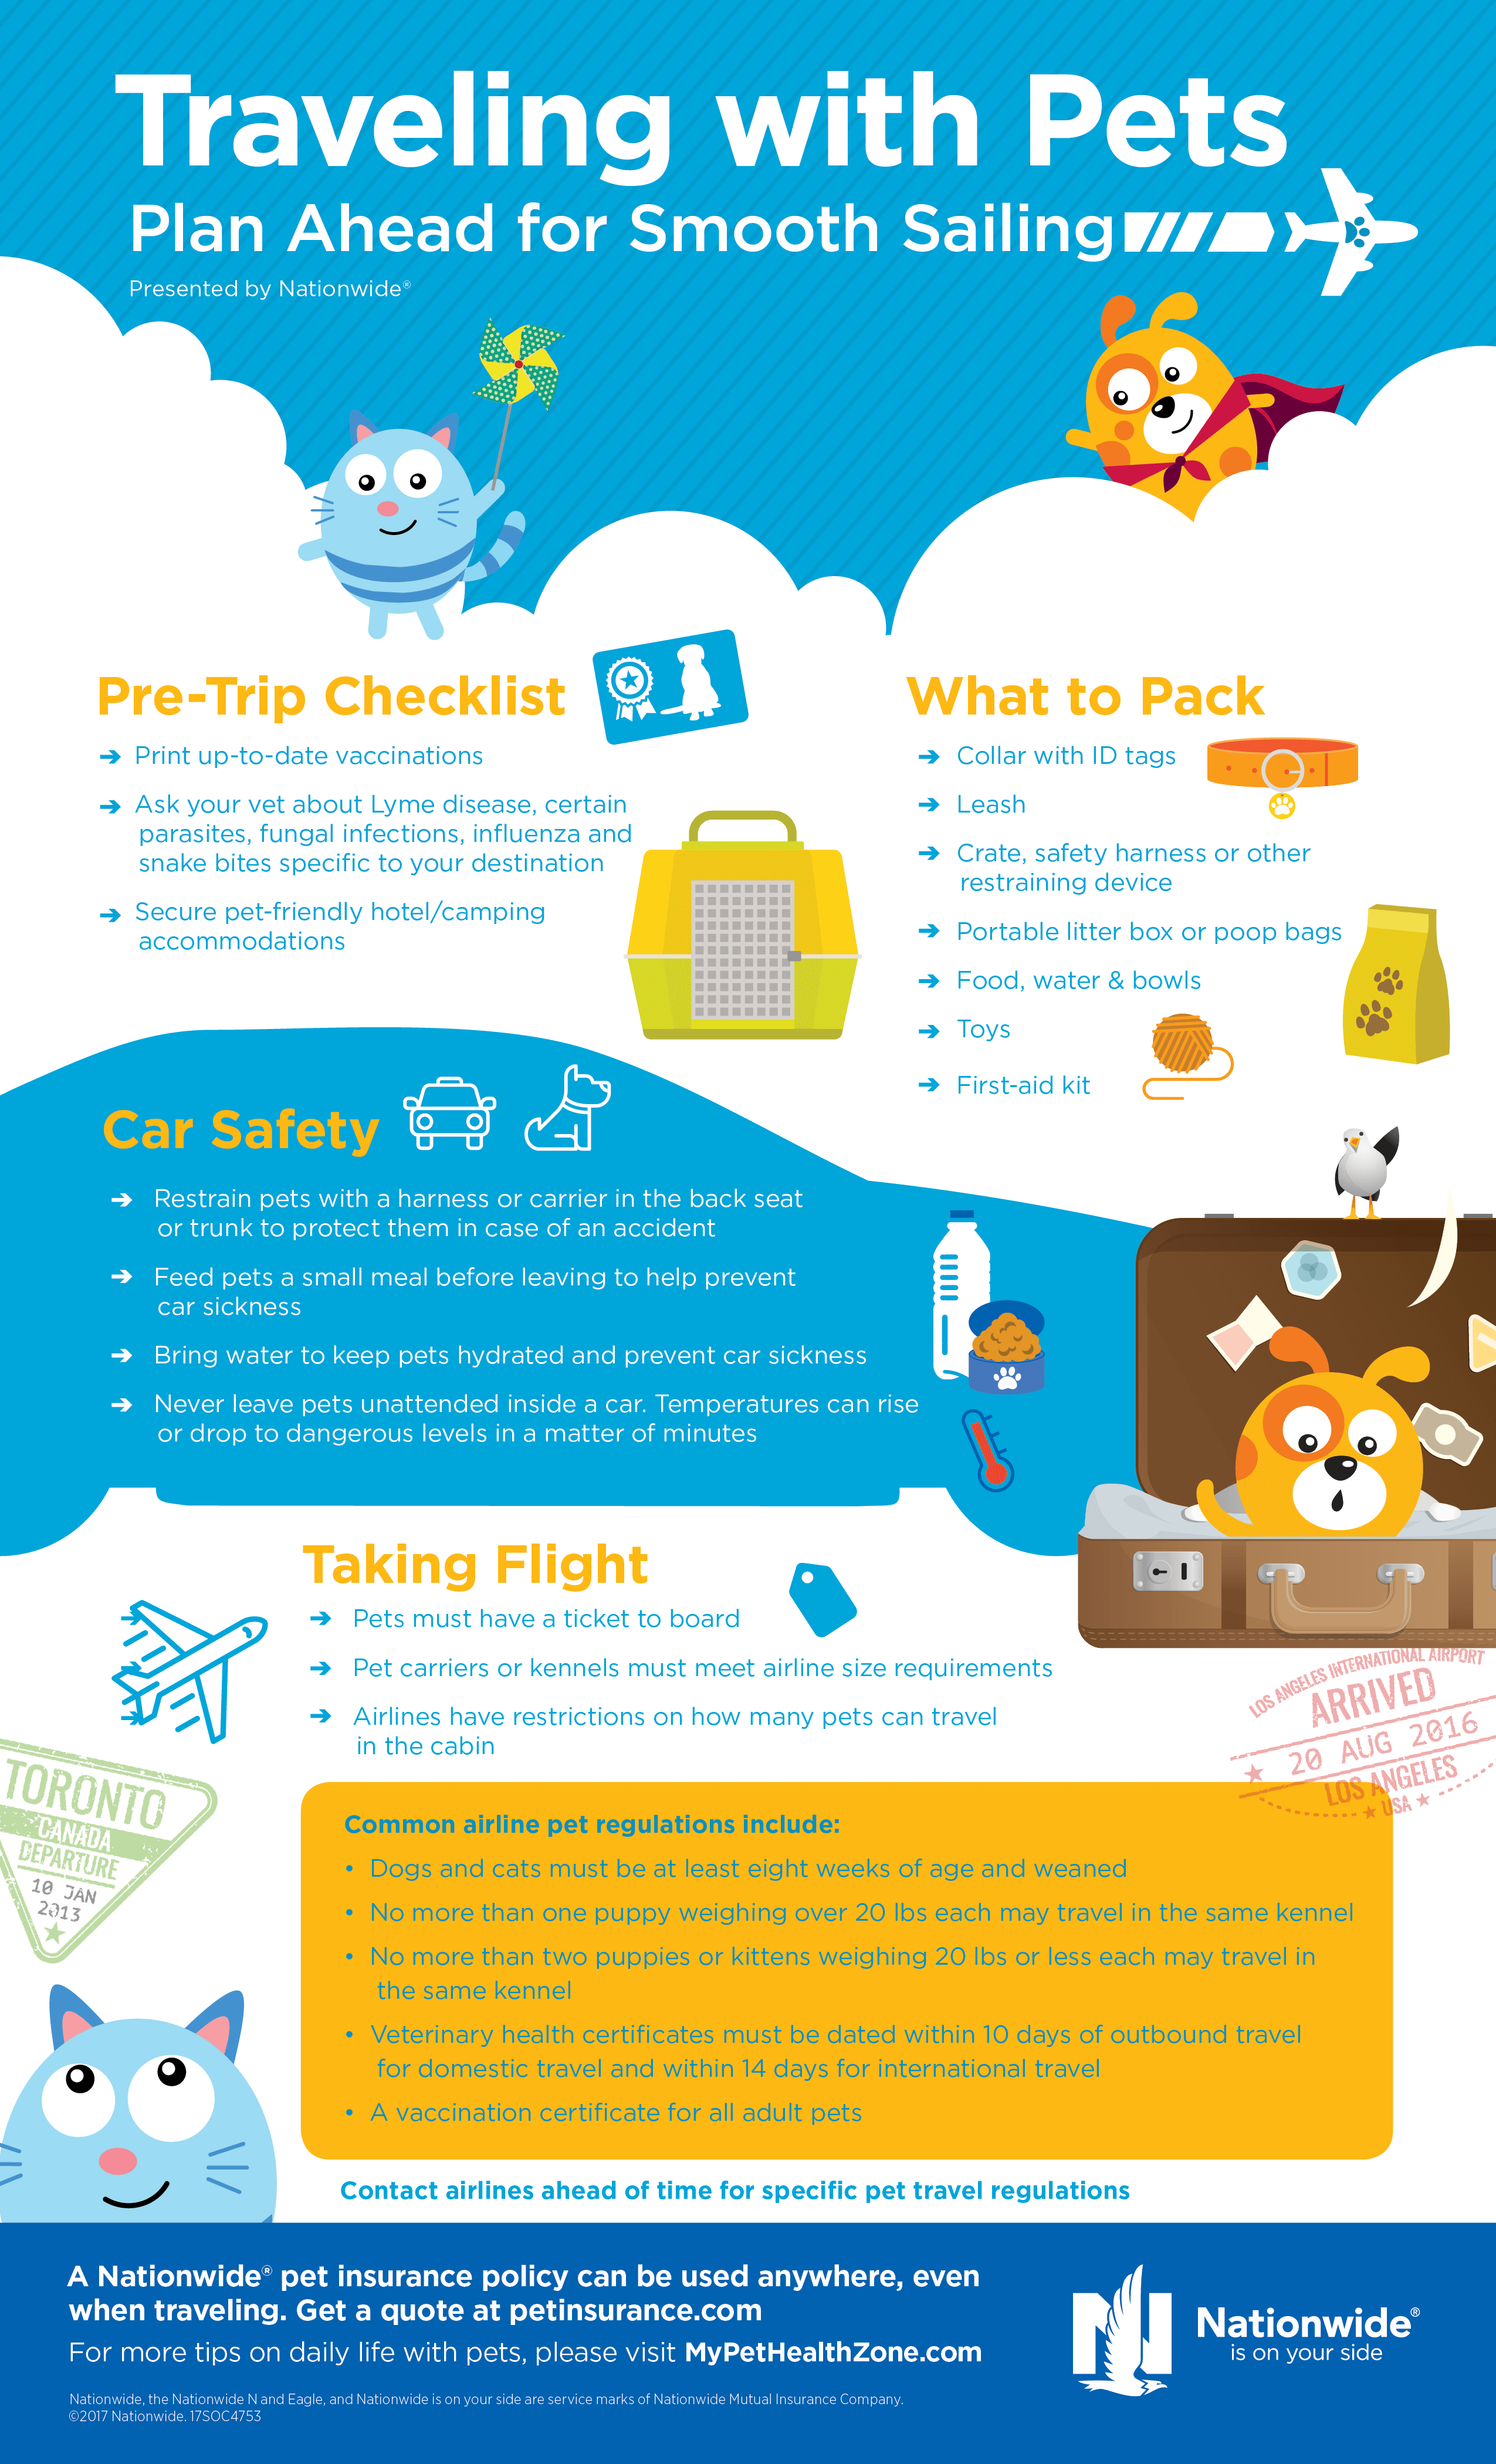 Traveling with Pets
Plan Ahead for Smooth Sailing
Presented by Nationwide®
Pre-Trip Checklist
➔ Print up-to-date vaccinations
➔ Ask your vet about Lyme disease, certain
parasites, fungal infections, influenza and
snake bites specific to your destination
➔ Secure pet-friendly hotel/camping
accommodations
What to Pack
➔ Collar with ID tags
➔ Leash
➔ Crate, safety harness or other
restraining device
➔ Portable litter box or poop bags
➔ Food, water & bowls
➔ Toys
➔ First-aid kit
Car Safety
➔ Restrain pets with a harness or carrier in the back seat
or trunk to protect them in case of an accident
➔ Feed pets a small meal before leaving to help prevent
car sickness
➔ Bring water to keep pets hydrated and prevent car sickness
➔ Never leave pets unattended inside a car. Temperatures can rise
or drop to dangerous levels in a matter of minutes
Taking Flight
➔ Pets must have a ticket to board
➔ Pet carriers or kennels must meet airline size requirements
➔ Airlines have restrictions on how many pets can travel
in the cabin
LOS ANGELES INTERNATIONAL AIRPORT
ARRIVED
★ 20 AUG 2016
LOS ANGELES
★ USA ★
TORONTO
CANADA
DEPARTURE
10 JAN
2013
Common airline pet regulations include:
• Dogs and cats must be at least eight weeks of age and weaned
• No more than one puppy weighing over 20 lbs each may travel in the same kennel
• No more than two puppies or kittens weighing 20 lbs or less each may travel in
the same kennel
• Veterinary health certificates must be dated within 10 days of outbound travel
for domestic travel and within 14 days for international travel
• A vaccination certificate for all adult pets
Contact airlines ahead of time for specific pet travel regulations
A Nationwide® pet insurance policy can be used anywhere, even
when traveling. Get a quote at petinsurance.com
For more tips on daily life with pets, please visit MyPetHealthZone.com
Nationwide, the Nationwide N and Eagle, and Nationwide is on your side are service marks of Nationwide Mutual Insurance Company.
©2017 Nationwide. 17SOC4753
N
Nationwide®
is on your side